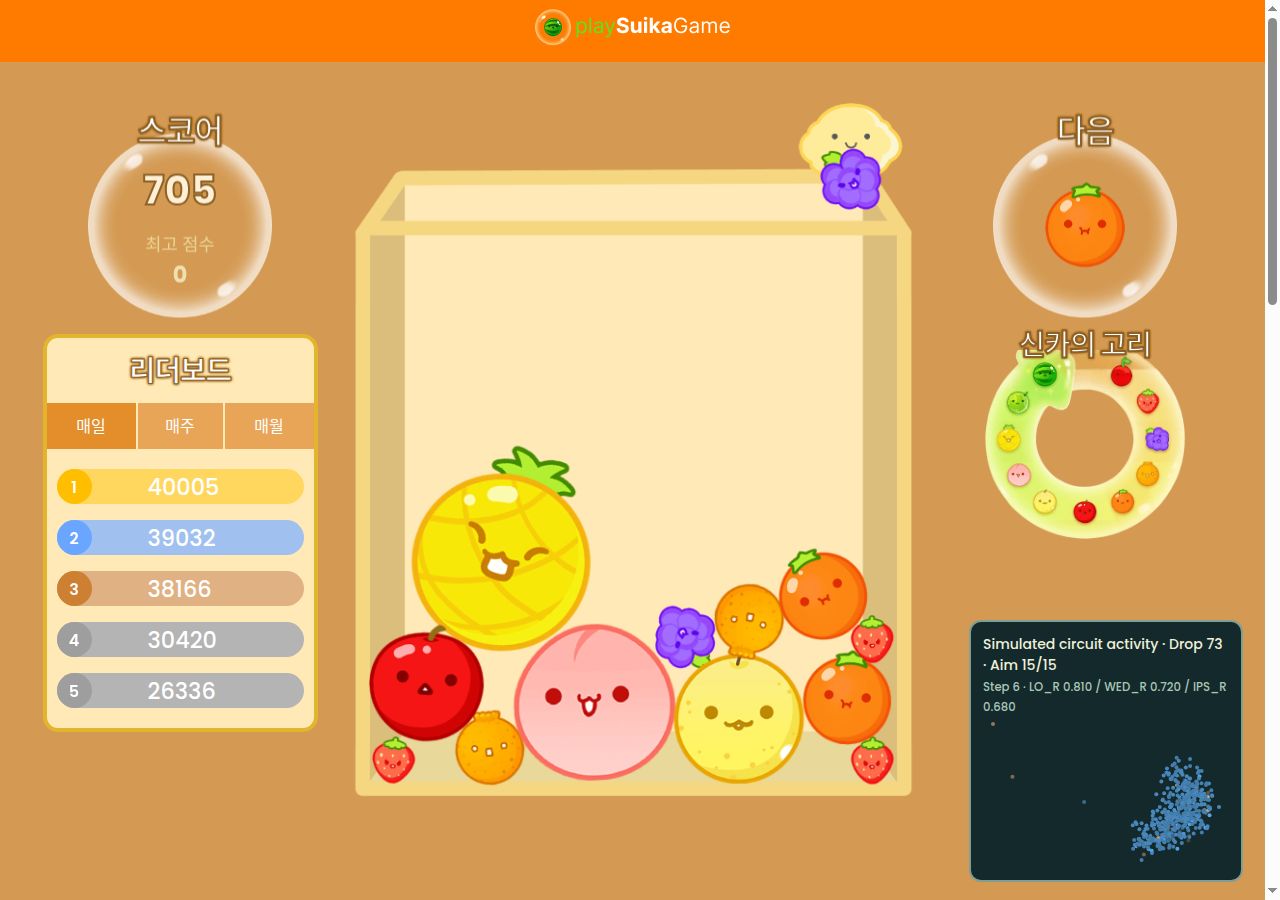 playSuikaGame
스코어
705
최고 점수
0
다음
신카의 고리
리더보드
매일 매주 매월
1 40005
2 39032
3 38166
4 30420
5 26336
Simulated circuit activity · Drop 73
· Aim 15/15
Step 6 · LO_R 0.810 / WED_R 0.720 / IPS_R
0.680